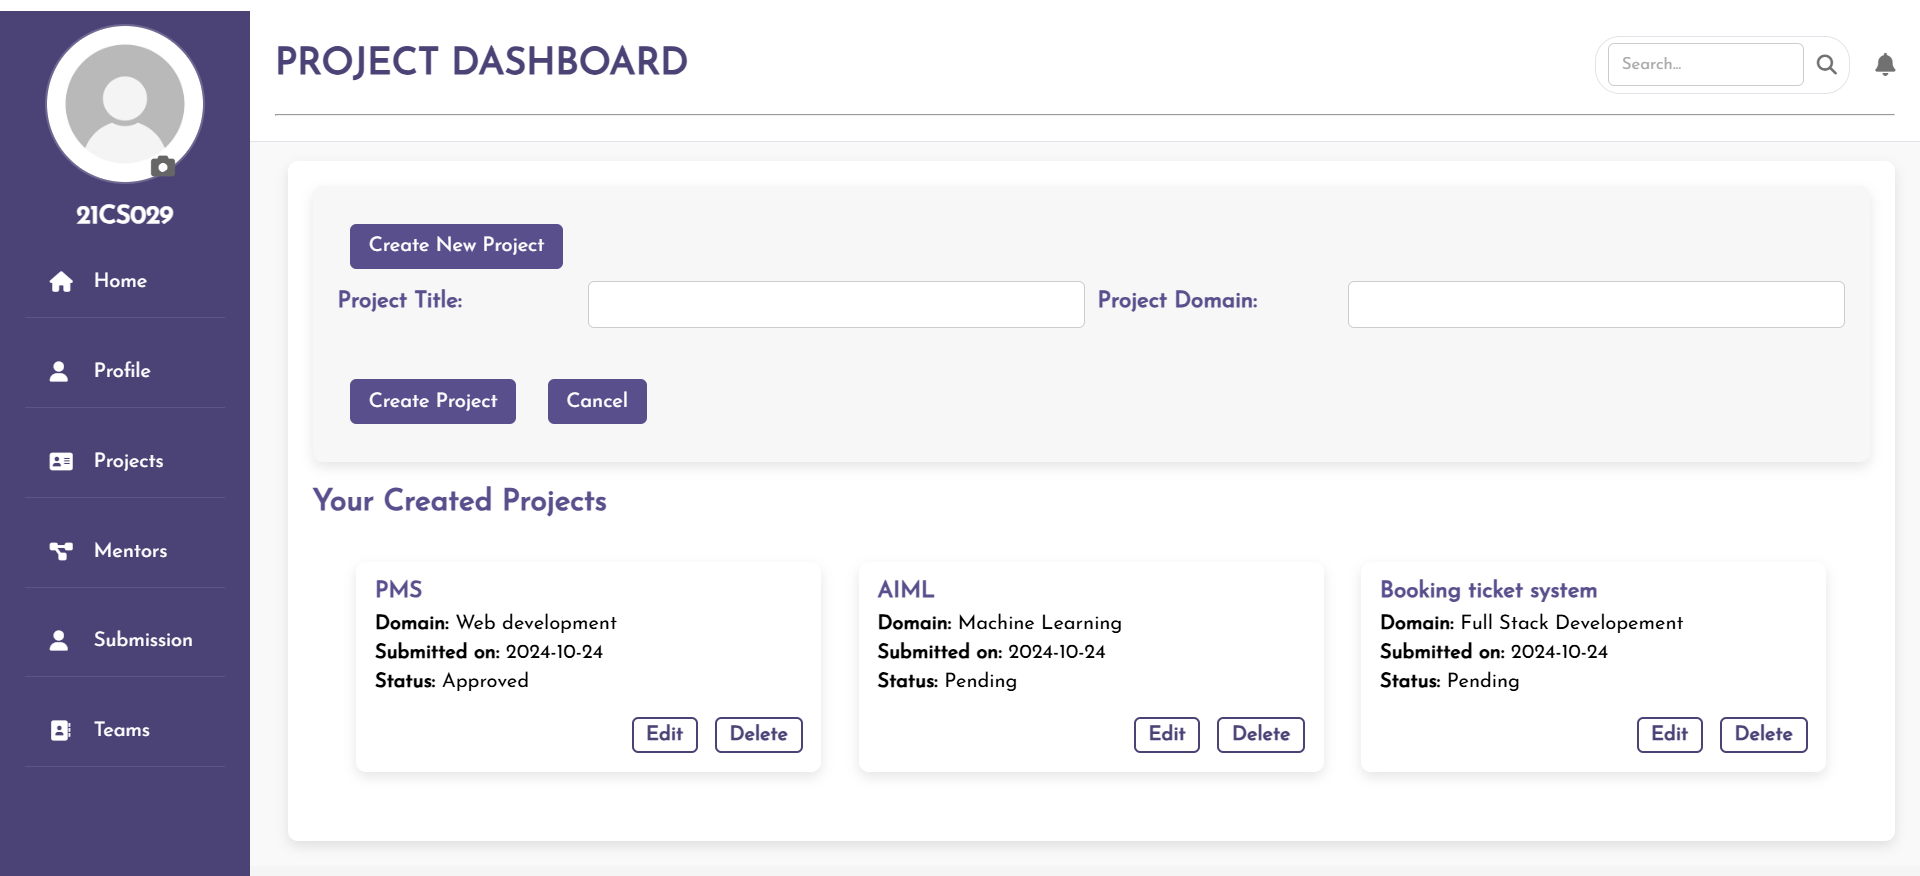 21CS029
Home
Profile
Projects
Mentors
Submission
Teams
PROJECT DASHBOARD
Search...
Create New Project
Project Title:
Project Domain:
Create Project
Cancel
Your Created Projects
PMS
Domain: Web development
Submitted on: 2024-10-24
Status: Approved
Edit
Delete
AIML
Domain: Machine Learning
Submitted on: 2024-10-24
Status: Pending
Edit
Delete
Booking ticket system
Domain: Full Stack Developement
Submitted on: 2024-10-24
Status: Pending
Edit
Delete